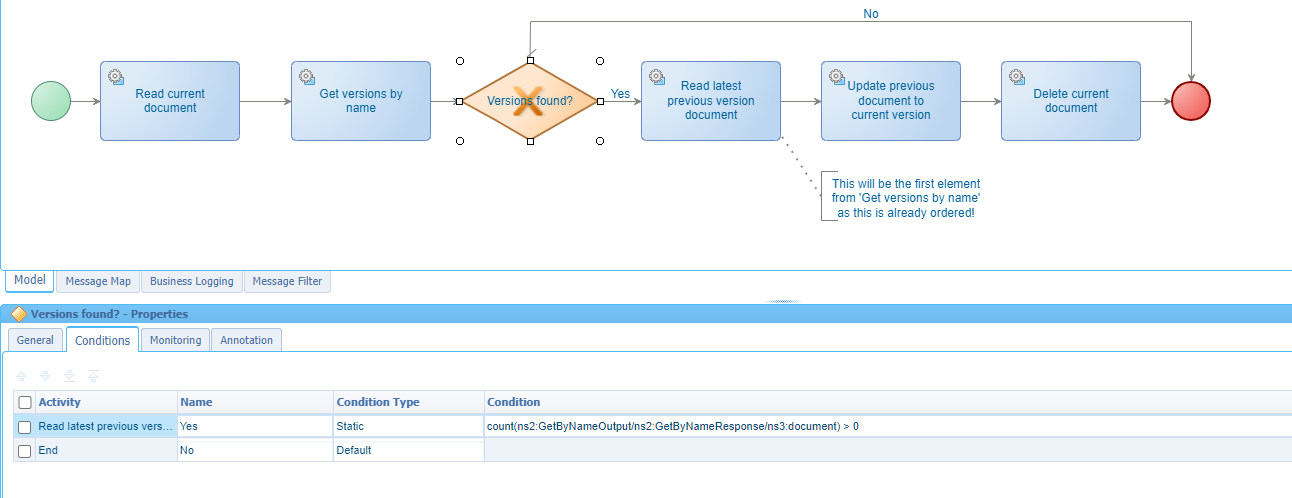 No
Read current
document
Get versions by
name
Versions found?
Yes
Read latest
previous version
document
Update previous
document to
current version
Delete current
document
This will be the first element
from 'Get versions by name'
as this is already ordered!
Model Message Map Business Logging Message Filter
Versions found? - Properties
General Conditions Monitoring Annotation
Activity Name Condition Type Condition
Read latest previous vers... Yes Static count(ns2:GetByNameOutput/ns2:GetByNameResponse/ns3:document) > 0
End No Default